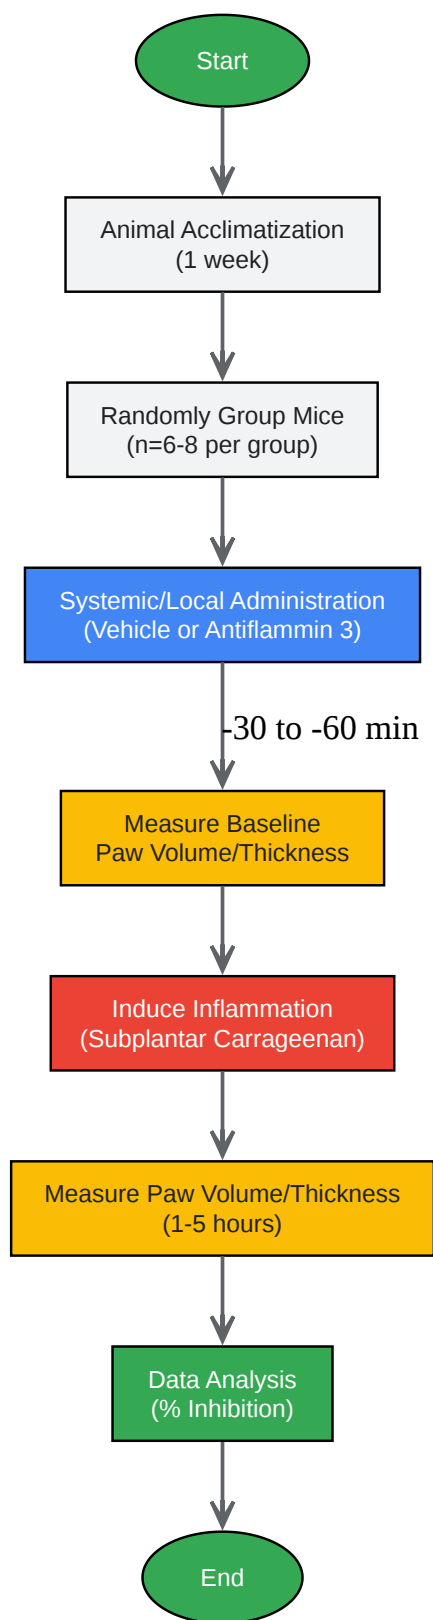 Start
Animal Acclimatization
(1 week)
Randomly Group Mice
(n=6-8 per group)
Systemic/Local Administration
(Vehicle or Antiflammin 3)
-30 to -60 min
Measure Baseline
Paw Volume/Thickness
Induce Inflammation
(Subplantar Carrageenan)
Measure Paw Volume/Thickness
(1-5 hours)
Data Analysis
(% Inhibition)
End